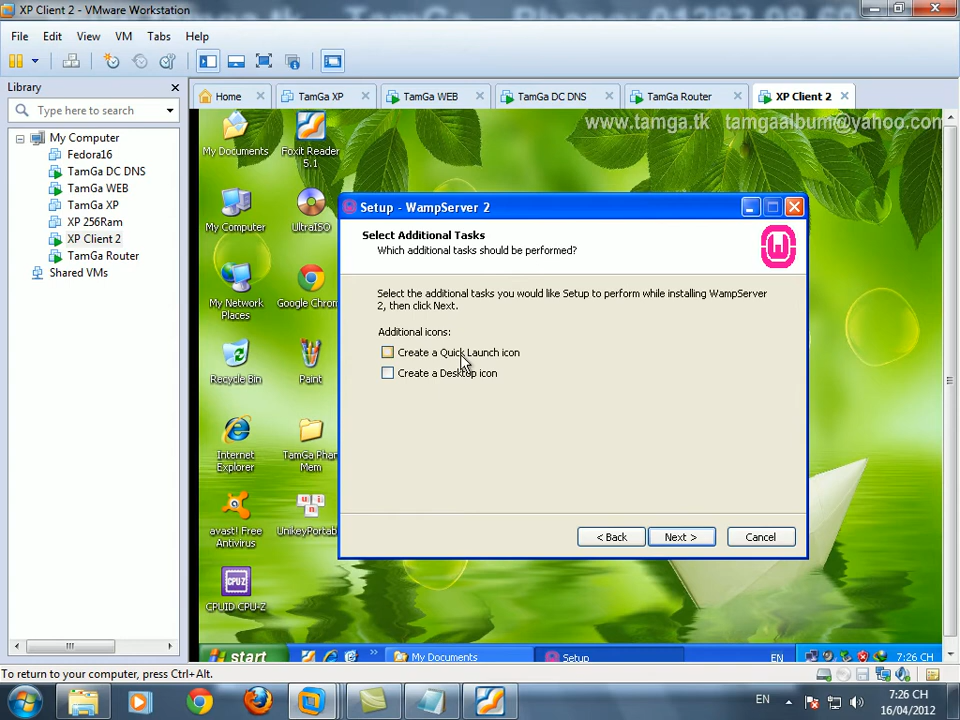 XP Client 2 - VMware Workstation
File Edit View VM Tabs Help
Library
Type here to search
My Computer
Fedora16
TamGa DC DNS
TamGa WEB
TamGa XP
XP 256Ram
XP Client 2
TamGa Router
Shared VMs
Home
TamGa XP
TamGa WEB
TamGa DC DNS
TamGa Router
XP Client 2
www.tamga.tk tamgaalbum@yahoo.com
My Documents
Foxit Reader
5.1
My Computer
UltraISO
My Network
Places
Google Chrom
Recycle Bin
Paint
Internet
Explorer
TamGa Phan
Mem
avast! Free
Antivirus
UnikeyPortab
CPUZ
CPUID CPU-Z
Setup - WampServer 2
Select Additional Tasks
Which additional tasks should be performed?
Select the additional tasks you would like Setup to perform while installing WampServer
2, then click Next.
Additional icons:
Create a Quick Launch icon
Create a Desktop icon
< Back
Next >
Cancel
start
My Documents
Setup
EN
7:26 CH
To return to your computer, press Ctrl+Alt.
EN
7:26 CH
16/04/2012